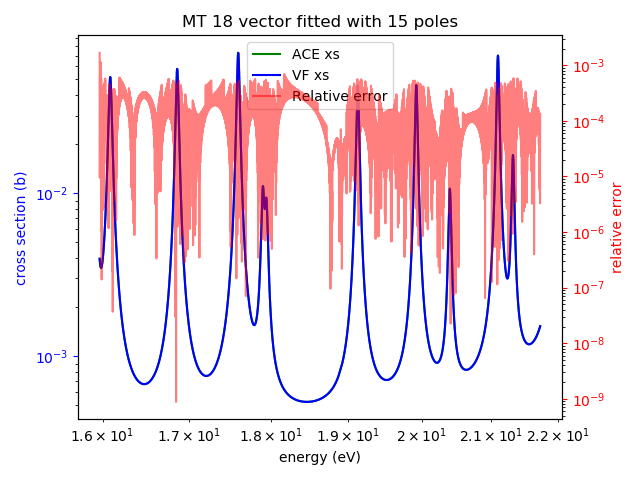 MT 18 vector fitted with 15 poles
ACE xs
VF xs
Relative error
cross section (b)
10⁻²
10⁻³
10⁻³
10⁻⁴
10⁻⁵
10⁻⁶
10⁻⁷
10⁻⁸
10⁻⁹
relative error
1.6 × 10¹ 1.7 × 10¹ 1.8 × 10¹ 1.9 × 10¹ 2 × 10¹ 2.1 × 10¹ 2.2 × 10¹
energy (eV)